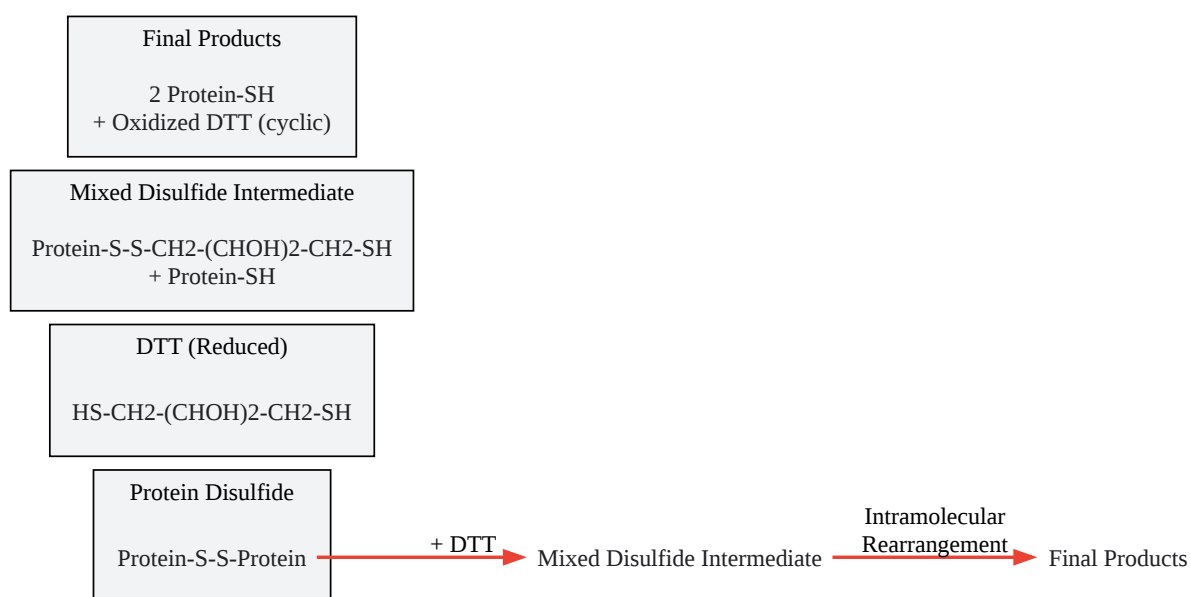 Final Products
2 Protein-SH
+ Oxidized DTT (cyclic)
Mixed Disulfide Intermediate
Protein-S-S-CH2-(CHOH)2-CH2-SH
+ Protein-SH
DTT (Reduced)
HS-CH2-(CHOH)2-CH2-SH
Protein Disulfide
Protein-S-S-Protein
+ DTT
Mixed Disulfide Intermediate
Intramolecular
Rearrangement
Final Products